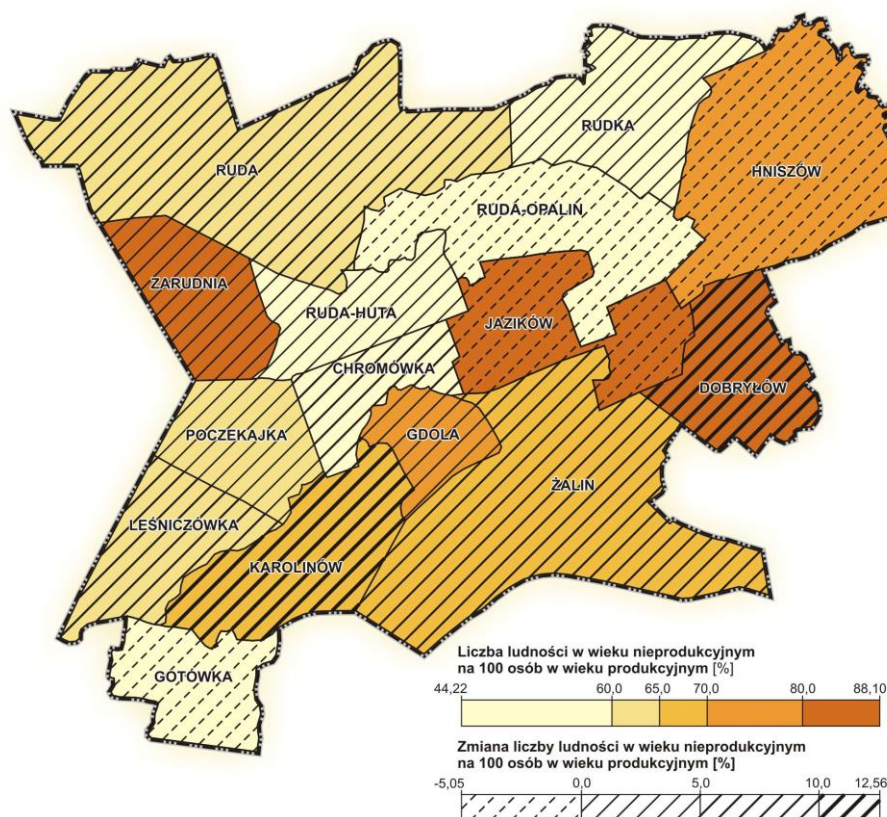 RUDKA
HNISZÓW
RUDA
RUDA-OPALIN
ŻARUDNIA
RUDA-HUTA
JAZIKÓW
CHROMÓWKA
DOBRYŁÓW
POCZEKAJKA
GDOLA
ŻALIN
LEŚNICZÓWKA
KAROLINÓW
GOTÓWKA
Liczba ludności w wieku nieprodukcyjnym
na 100 osób w wieku produkcyjnym [%]
44,22 60,0 65,0 70,0 80,0 88,10
Zmiana liczby ludności w wieku nieprodukcyjnym
na 100 osób w wieku produkcyjnym [%]
-5,05 0,0 5,0 10,0 12,56